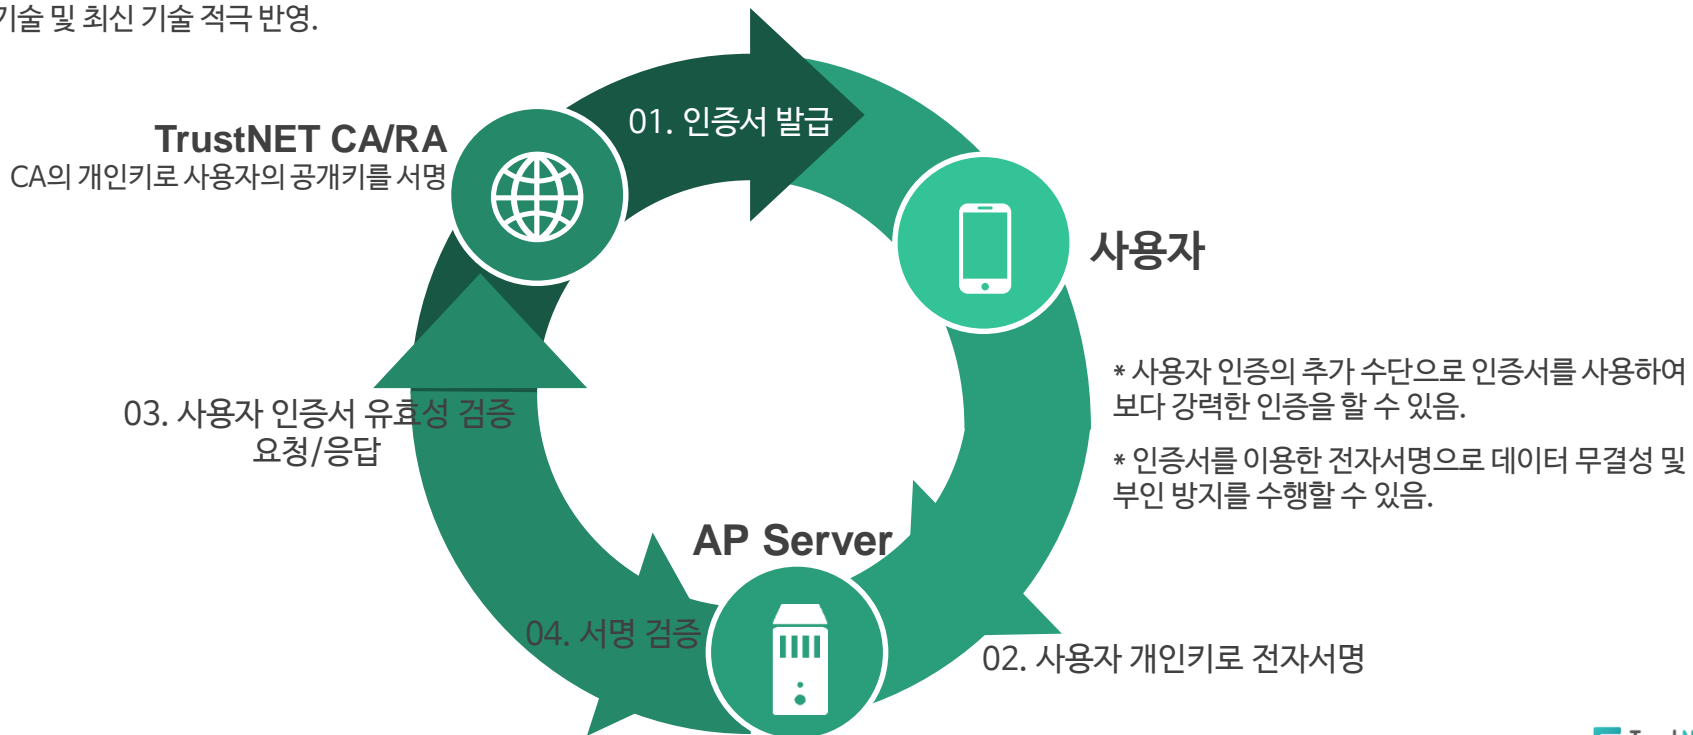 기술 및 최신 기술 적극 반영.
01. 인증서 발급
TrustNET CA/RA
CA의 개인키로 사용자의 공개키를 서명
사용자
* 사용자 인증의 추가 수단으로 인증서를 사용하여
보다 강력한 인증을 할 수 있음.
* 인증서를 이용한 전자서명으로 데이터 무결성 및
부인 방지를 수행할 수 있음.
03. 사용자 인증서 유효성 검증
요청/응답
AP Server
04. 서명 검증
02. 사용자 개인키로 전자서명